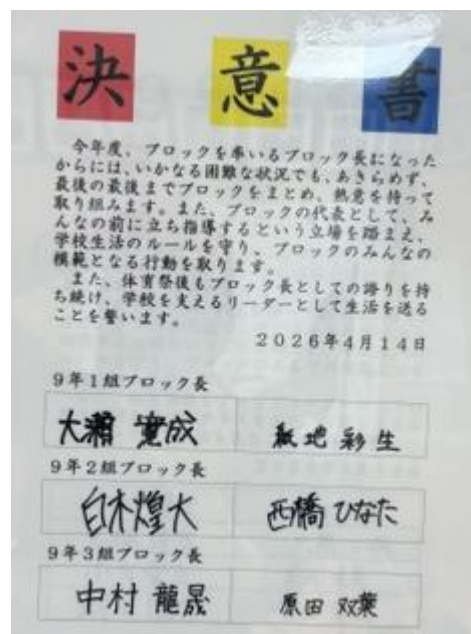 決意書
今年度、ブロックを率いるブロック長になった
からには、いかなる困難な状況でも、あきらめず、
最後の最後までブロックをまとめ、熱意を持って
取り組みます。また、ブロックの代表として、み
んなの前に立ち指導するという立場を踏まえ、
学校生活のルールを守り、ブロックのみんなの
模範となる行動を取ります。
また、体育祭後もブロック長としての誇りを持
ち続け、学校を支えるリーダーとして生活を送る
ことを誓います。
2026年4月14日
9年1組ブロック長
大瀬 成
地 彩生
9年2組ブロック長
白木煌大
西橋 ひなた
9年3組ブロック長
中村 龍晟
原田 双葉